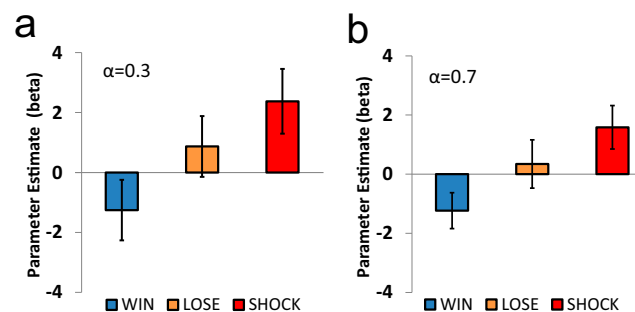 a
4
2
0
-2
-4
Parameter Estimate (beta)
α=0.3
WIN LOSE SHOCK
b
4
2
0
-2
-4
Parameter Estimate (beta)
α=0.7
WIN LOSE SHOCK